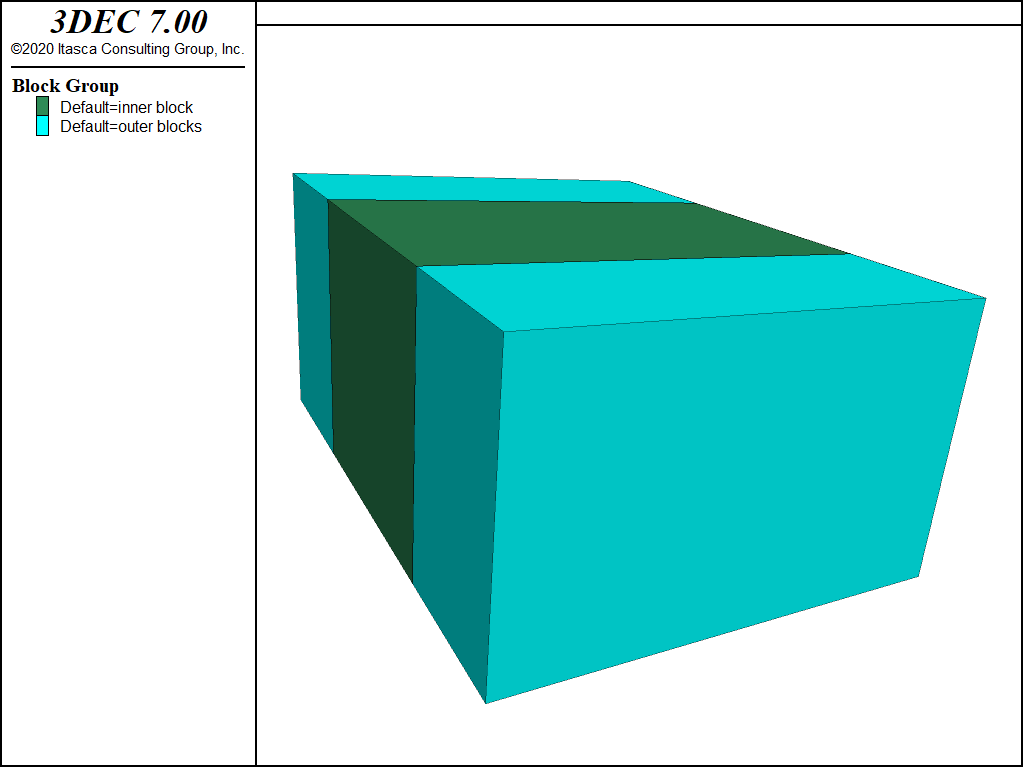 3DEC 7.00
©2020 Itasca Consulting Group, Inc.
Block Group
Default=inner block
Default=outer blocks